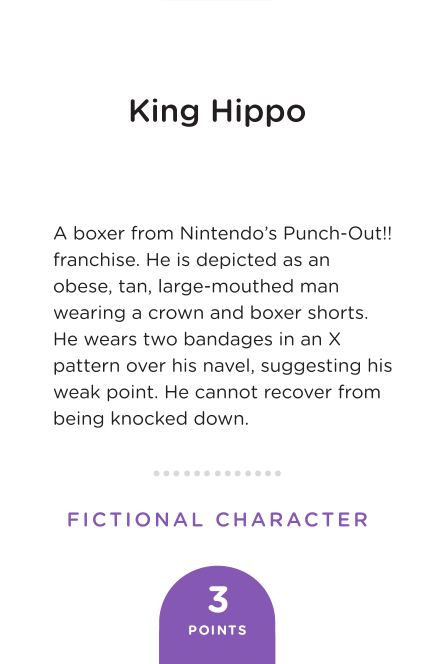 King Hippo
A boxer from Nintendo’s Punch-Out!!
franchise. He is depicted as an
obese, tan, large-mouthed man
wearing a crown and boxer shorts.
He wears two bandages in an X
pattern over his navel, suggesting his
weak point. He cannot recover from
being knocked down.
FICTIONAL CHARACTER
3
POINTS